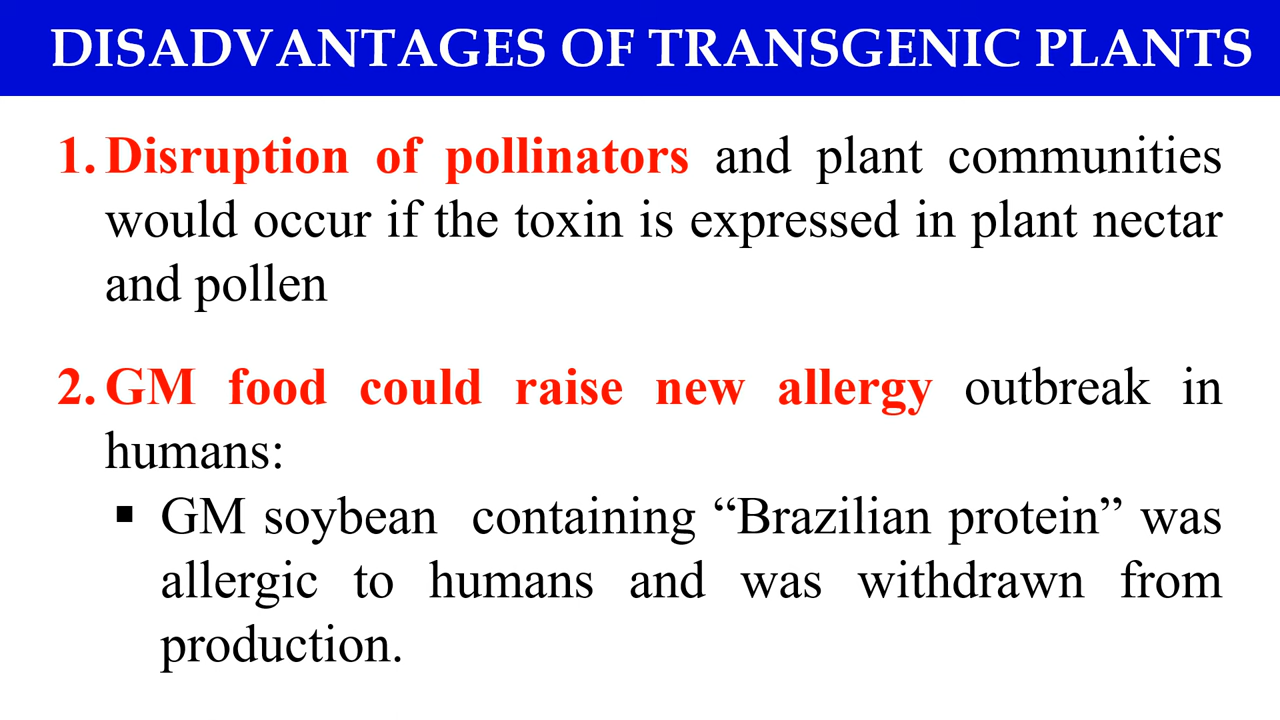 DISADVANTAGES OF TRANSGENIC PLANTS
1. Disruption of pollinators and plant communities
would occur if the toxin is expressed in plant nectar
and pollen
2. GM food could raise new allergy outbreak in
humans:
▪ GM soybean containing “Brazilian protein” was
allergic to humans and was withdrawn from
production.